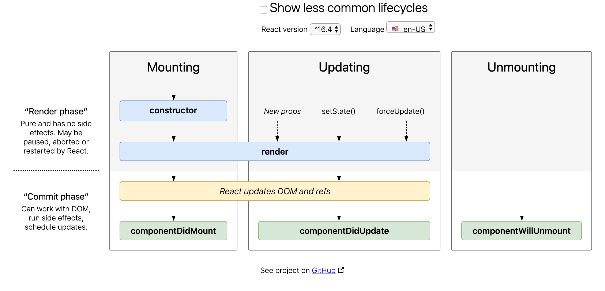 Show less common lifecycles
React version ^16.4 Language 🇺🇸 en-US
Mounting Updating Unmounting
"Render phase"
Pure and has no side
effects. May be
paused, aborted or
restarted by React.
constructor
New props setState() forceUpdate()
render
"Commit phase"
Can work with DOM,
run side effects,
schedule updates.
React updates DOM and refs
componentDidMount componentDidUpdate componentWillUnmount
See project on GitHub